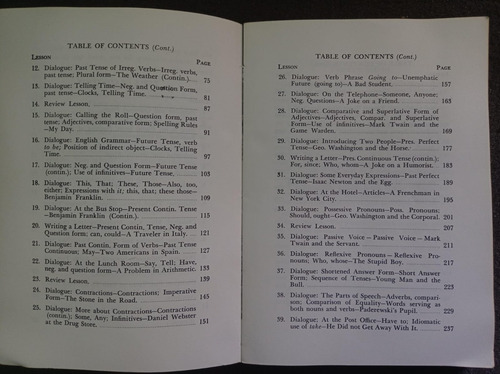 TABLE OF CONTENTS (Cont.)
LESSON PAGE
12. Dialogue: Past Tense of Irreg. Verbs—Irreg. verbs,
past tense; Plural form—The Weather (Contin.) 75
13. Dialogue: Telling Time—Neg. and Question Form,
past tense—Clocks, Telling Time. 81
14. Review Lesson. 87
15. Dialogue: Calling the Roll—Question form, past
tense; Adjectives, comparative form; Spelling Rules
—My Day. 91
16. Dialogue: English Grammar—Future Tense, verb
to be; Position of indirect object—Clocks, Telling
Time. 97
17. Dialogue: Neg. and Question Form—Future Tense
(contin.); Use of infinitives—Future Tense. 103
18. Dialogue: This, That; These, Those—Also, too,
either; Expressions with it; this, that; these those—
Benjamin Franklin. 109
19. Dialogue: At the Bus Stop—Present Contin. Tense
—Benjamin Franklin (Contin.). 115
20. Writing a Letter—Present Contin. Tense, Neg. and
Question form; can, could—A Traveler in Italy. 121
21. Dialogue: Past Contin. Form of Verbs—Past Tense
Continuous; May—Two Americans in Spain. 127
22. Dialogue: At the Lunch Room—Say, Tell; Have,
neg. and question form—A Problem in Arithmetic. 133
23. Review Lesson. 139
24. Dialogue: Contractions—Contractions; Imperative
Form—The Stone in the Road. 145
25. Dialogue: More about Contractions—Contractions
(contin.); Some, Any; Infinitives—Daniel Webster
at the Drug Store. 151
TABLE OF CONTENTS (Cont.)
LESSON PAGE
26. Dialogue: Verb Phrase Going to—Unemphatic
Future (going to)—A Bad Student. 157
27. Dialogue: On the Telephone—Someone, Anyone;
Neg. Questions—A Joke on a Friend. 163
28. Dialogue: Comparative and Superlative Form of
Adjectives—Adjectives, Compar. and Superlative
Form—Use of infinitives—Mark Twain and the
Game Warden. 169
29. Dialogue: Introducing Two People—Pres. Perfect
Tense—Geo. Washington and the Horse. 177
30. Writing a Letter—Pres. Continuous Tense (contin.);
For, since; Who, whom—A Joke on a Humorist. 183
31. Dialogue: Some Everyday Expressions—Past Perfect
Tense—Isaac Newton and the Egg. 189
32. Dialogue: At the Hotel—Articles—A Frenchman in
New York City. 195
33. Dialogue: Possessive Pronouns—Poss. Pronouns;
Should, ought—Geo. Washington and the Corporal. 201
34. Review Lesson. 207
35. Dialogue: Passive Voice—Passive Voice—Mark
Twain and the Servant. 211
36. Dialogue: Reflexive Pronouns—Reflexive Pro-
nouns; Who, whose—The Stupid Boy. 217
37. Dialogue: Shortened Answer Form—Short Answer
Form; Sequence of Tenses—Young Man and the
Bull. 223
38. Dialogue: The Parts of Speech—Adverbs, compari-
son; Comparison of Equality—Words serving as
both nouns and verbs—Paderewski's Pupil. 229
39. Dialogue: At the Post Office—Have to; Idiomatic
use of take—He Did Not Get Away With It. 237